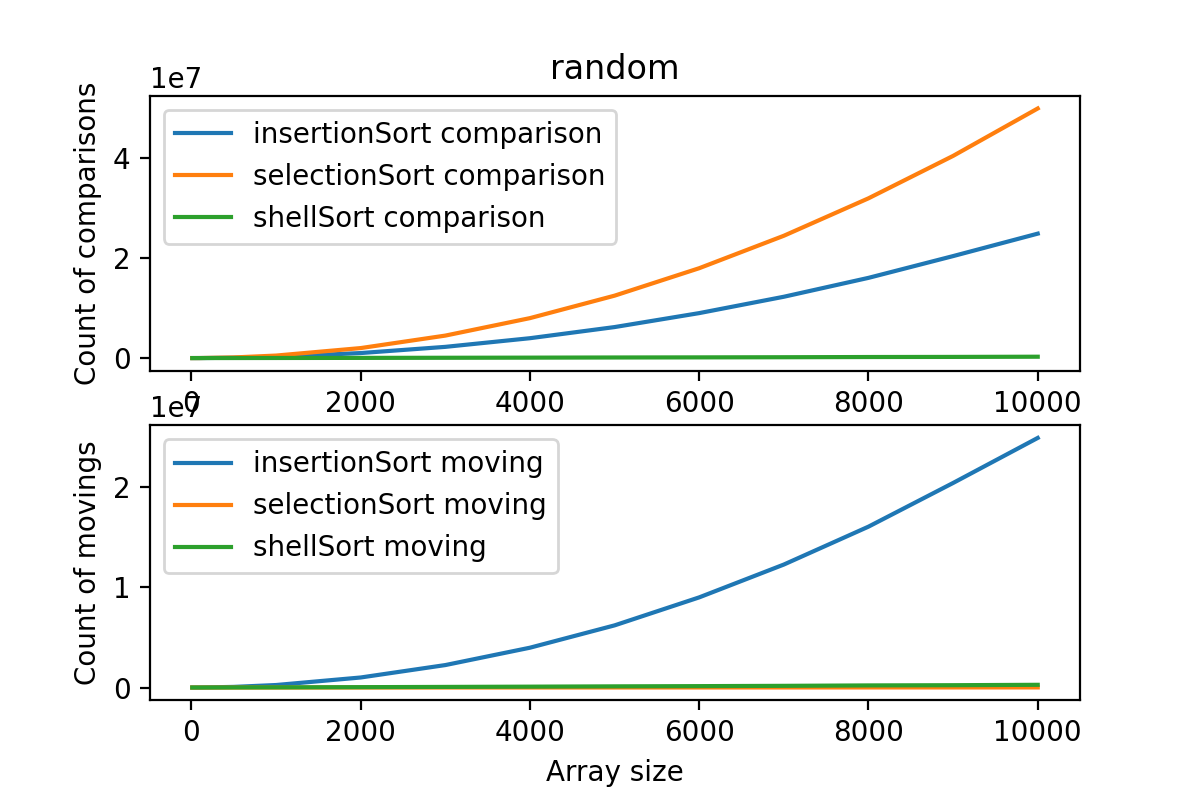 random
1e7
Count of comparisons
4
2
0
insertionSort comparison
selectionSort comparison
shellSort comparison
0 2000 4000 6000 8000 10000
1e7
Count of movings
2
1
0
insertionSort moving
selectionSort moving
shellSort moving
0 2000 4000 6000 8000 10000
Array size